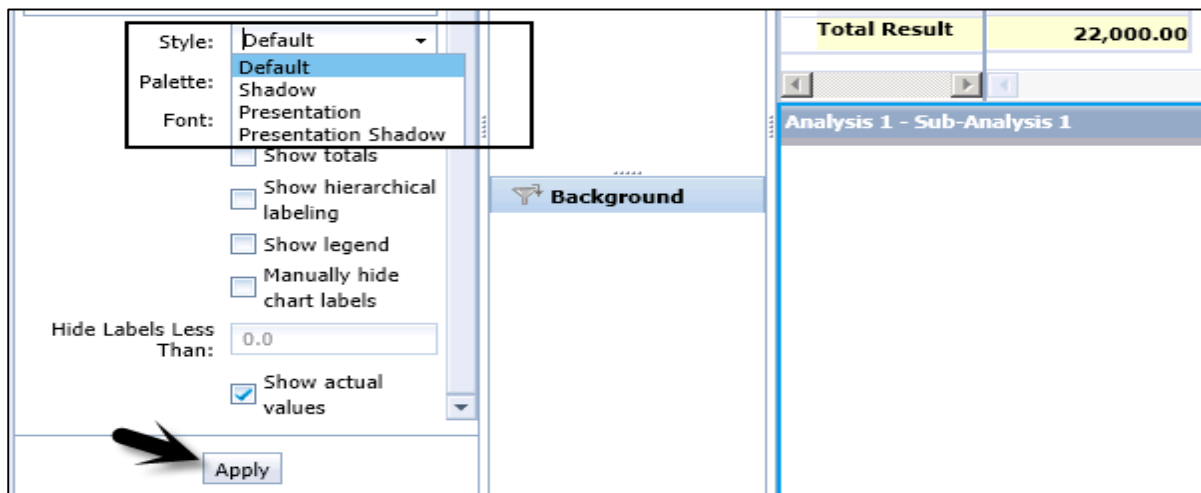 Style:
Default
Default
Shadow
Presentation
Presentation Shadow
Palette:
Font:
Show totals
Show hierarchical
labeling
Show legend
Manually hide
chart labels
Hide Labels Less
Than:
0.0
Show actual
values
Apply
Background
Total Result
22,000.00
Analysis 1 - Sub-Analysis 1